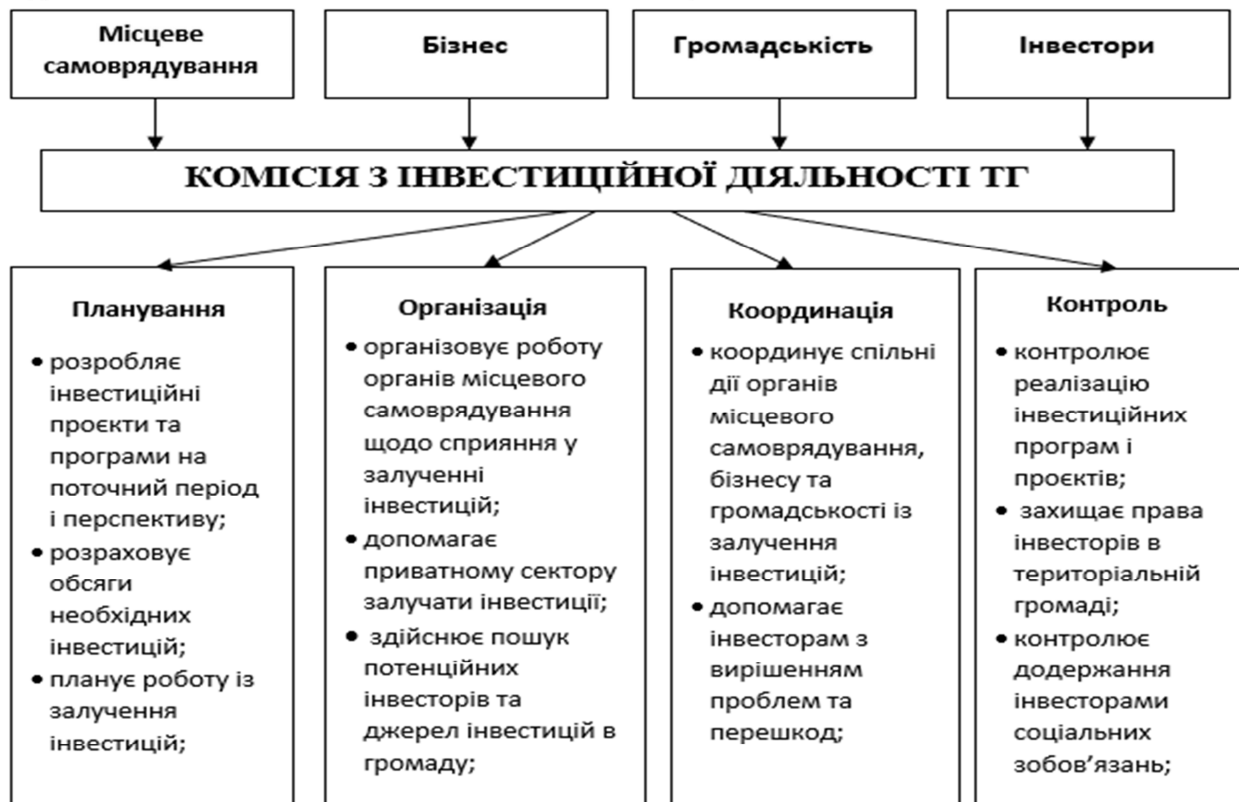 Місцеве
самоврядування
Бізнес
Громадськість
Інвестори
КОМІСІЯ З ІНВЕСТИЦІЙНОЇ ДІЯЛЬНОСТІ ТГ
Планування
• розробляє
інвестиційні
проєкти та
програми на
поточний період
і перспективу;
• розраховує
обсяги
необхідних
інвестицій;
• планує роботу із
залучення
інвестицій;
Організація
• організовує роботу
органів місцевого
самоврядування
щодо сприяння у
залученні
інвестицій;
• допомагає
приватному сектору
залучати інвестиції;
• здійснює пошук
потенційних
інвесторів та
джерел інвестицій в
громаду;
Координація
• координує спільні
дії органів
місцевого
самоврядування,
бізнесу та
громадськості із
залучення
інвестицій;
• допомагає
інвесторам з
вирішенням
проблем та
перешкод;
Контроль
• контролює
реалізацію
інвестиційних
програм і
проєктів;
• захищає права
інвесторів в
територіальній
громаді;
• контролює
додержання
інвесторами
соціальних
зобов’язань;